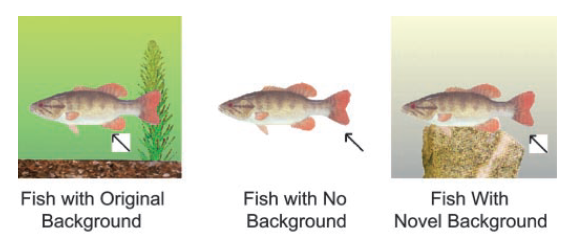 Fish with Original
Background
Fish with No
Background
Fish With
Novel Background